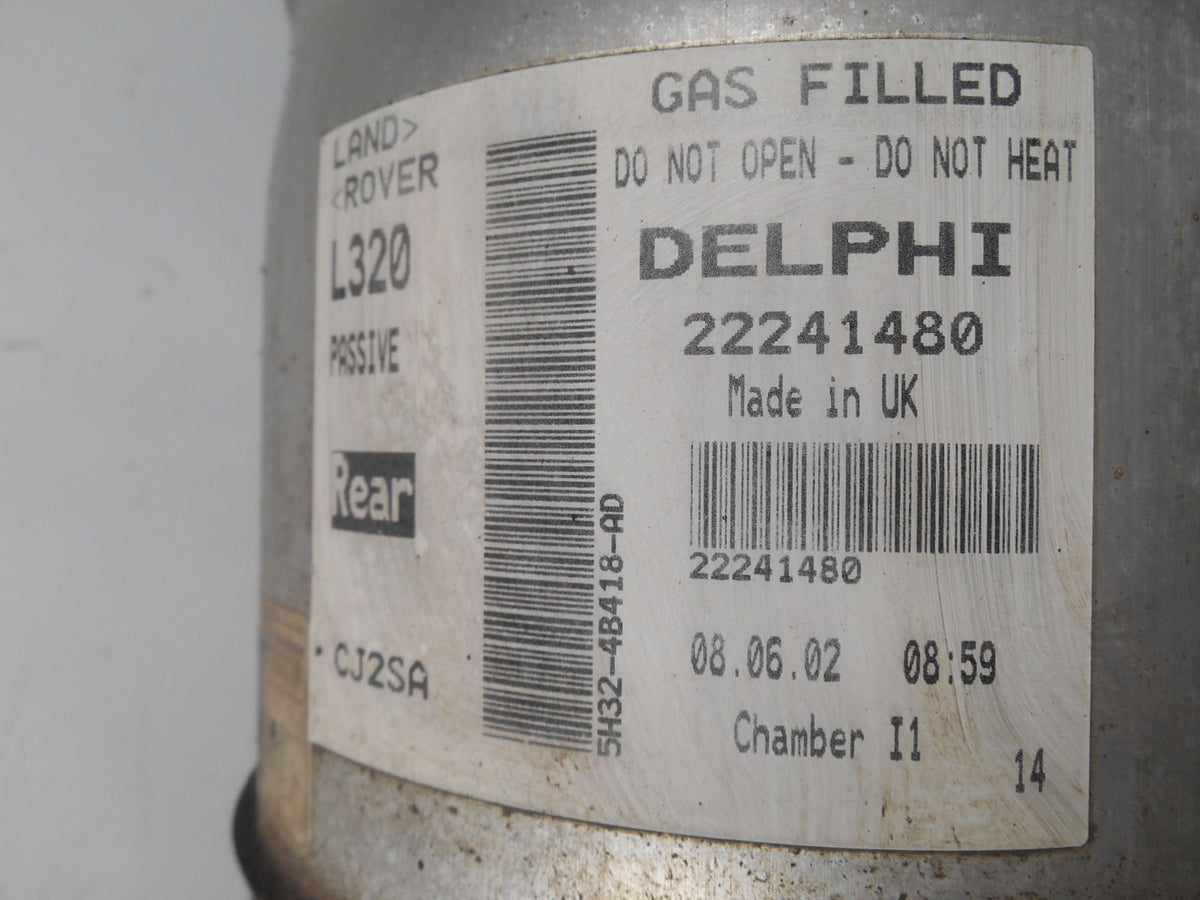 LAND>
<ROVER
L320
PASSIVE
Rear
CJ2SA
5H32-4B418-AD
GAS FILLED
DO NOT OPEN - DO NOT HEAT
DELPHI
22241480
Made in UK
22241480
08.06.02 08:59
Chamber I1
14